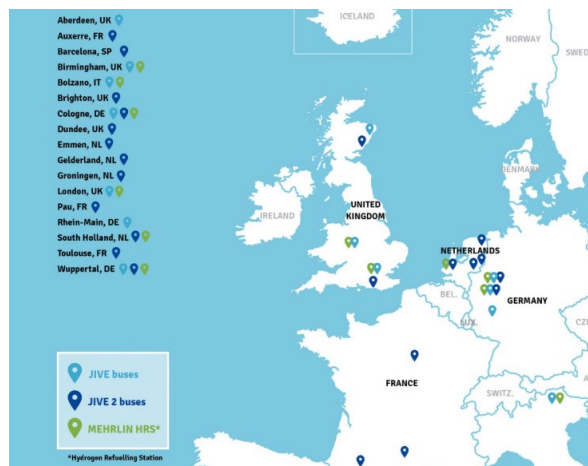 ICELAND
NORWAY
SWED
Aberdeen, UK
Auxerre, FR
Barcelona, SP
Birmingham, UK
Bolzano, IT
Brighton, UK
Cologne, DE
Dundee, UK
Emmen, NL
Gelderland, NL
Groningen, NL
London, UK
Pau, FR
Rhein-Main, DE
South Holland, NL
Toulouse, FR
Wuppertal, DE
DENMARK
UNITED
KINGDOM
IRELAND
NETHERLANDS
BEL.
GERMANY
LUX.
CZ
FRANCE
SWITZ.
A
JIVE buses
JIVE 2 buses
MEHRLIN HRS*
*Hydrogen Refuelling Station